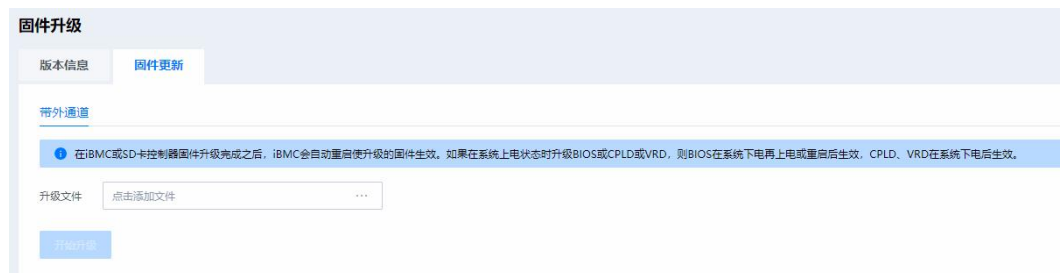 固件升级
版本信息 固件更新
带外通道
在iBMC或SD卡控制器固件升级完成之后，iBMC会自动重启使升级的固件生效。如果在系统上电状态时升级BIOS或CPLD或VRD，则BIOS在系统下电再上电或重启后生效，CPLD、VRD在系统下电后生效。
升级文件 点击添加文件 ...
开始升级